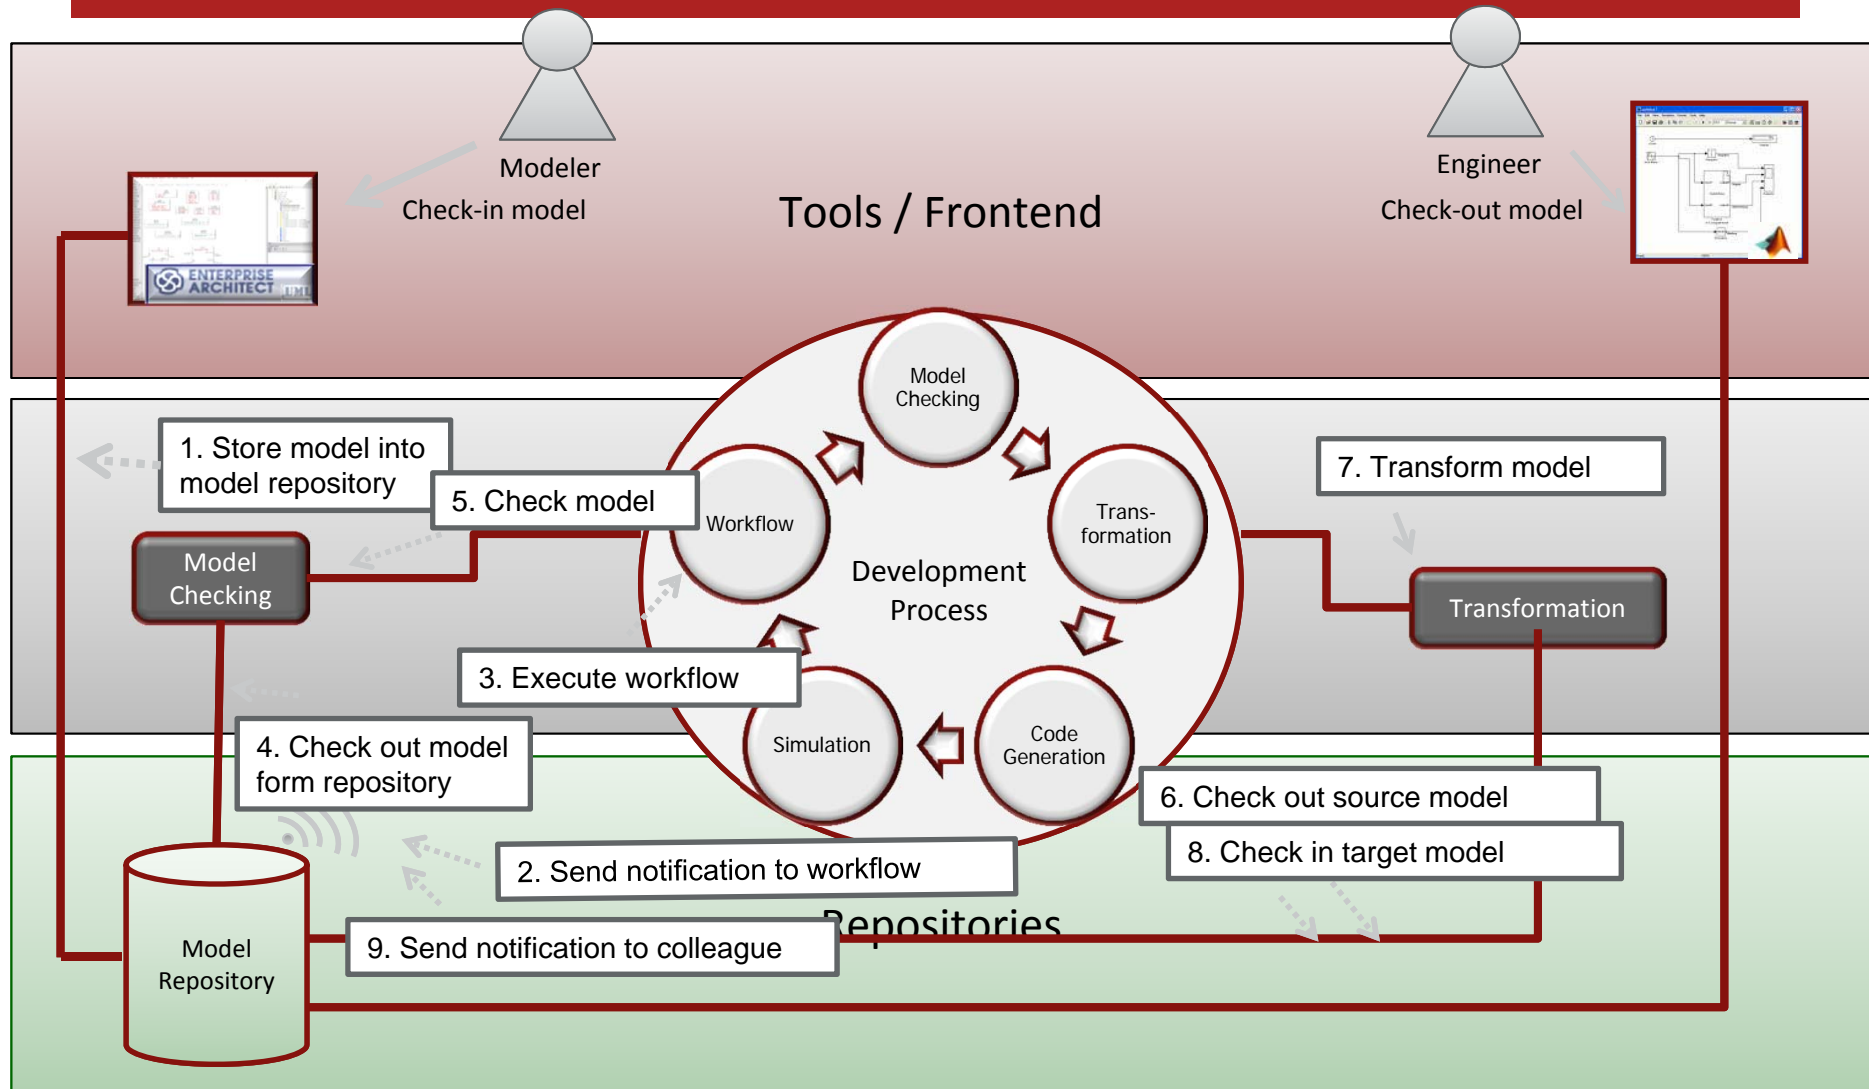 Modeler
Check-in model
Engineer
Check-out model
Tools / Frontend
ENTERPRISE
ARCHITECT
UML
Model
Checking
Workflow
Trans-
formation
Development
Process
Simulation
Code
Generation
1. Store model into
model repository
5. Check model
7. Transform model
Model
Checking
Transformation
3. Execute workflow
4. Check out model
form repository
6. Check out source model
8. Check in target model
2. Send notification to workflow
Repositories
9. Send notification to colleague
Model
Repository